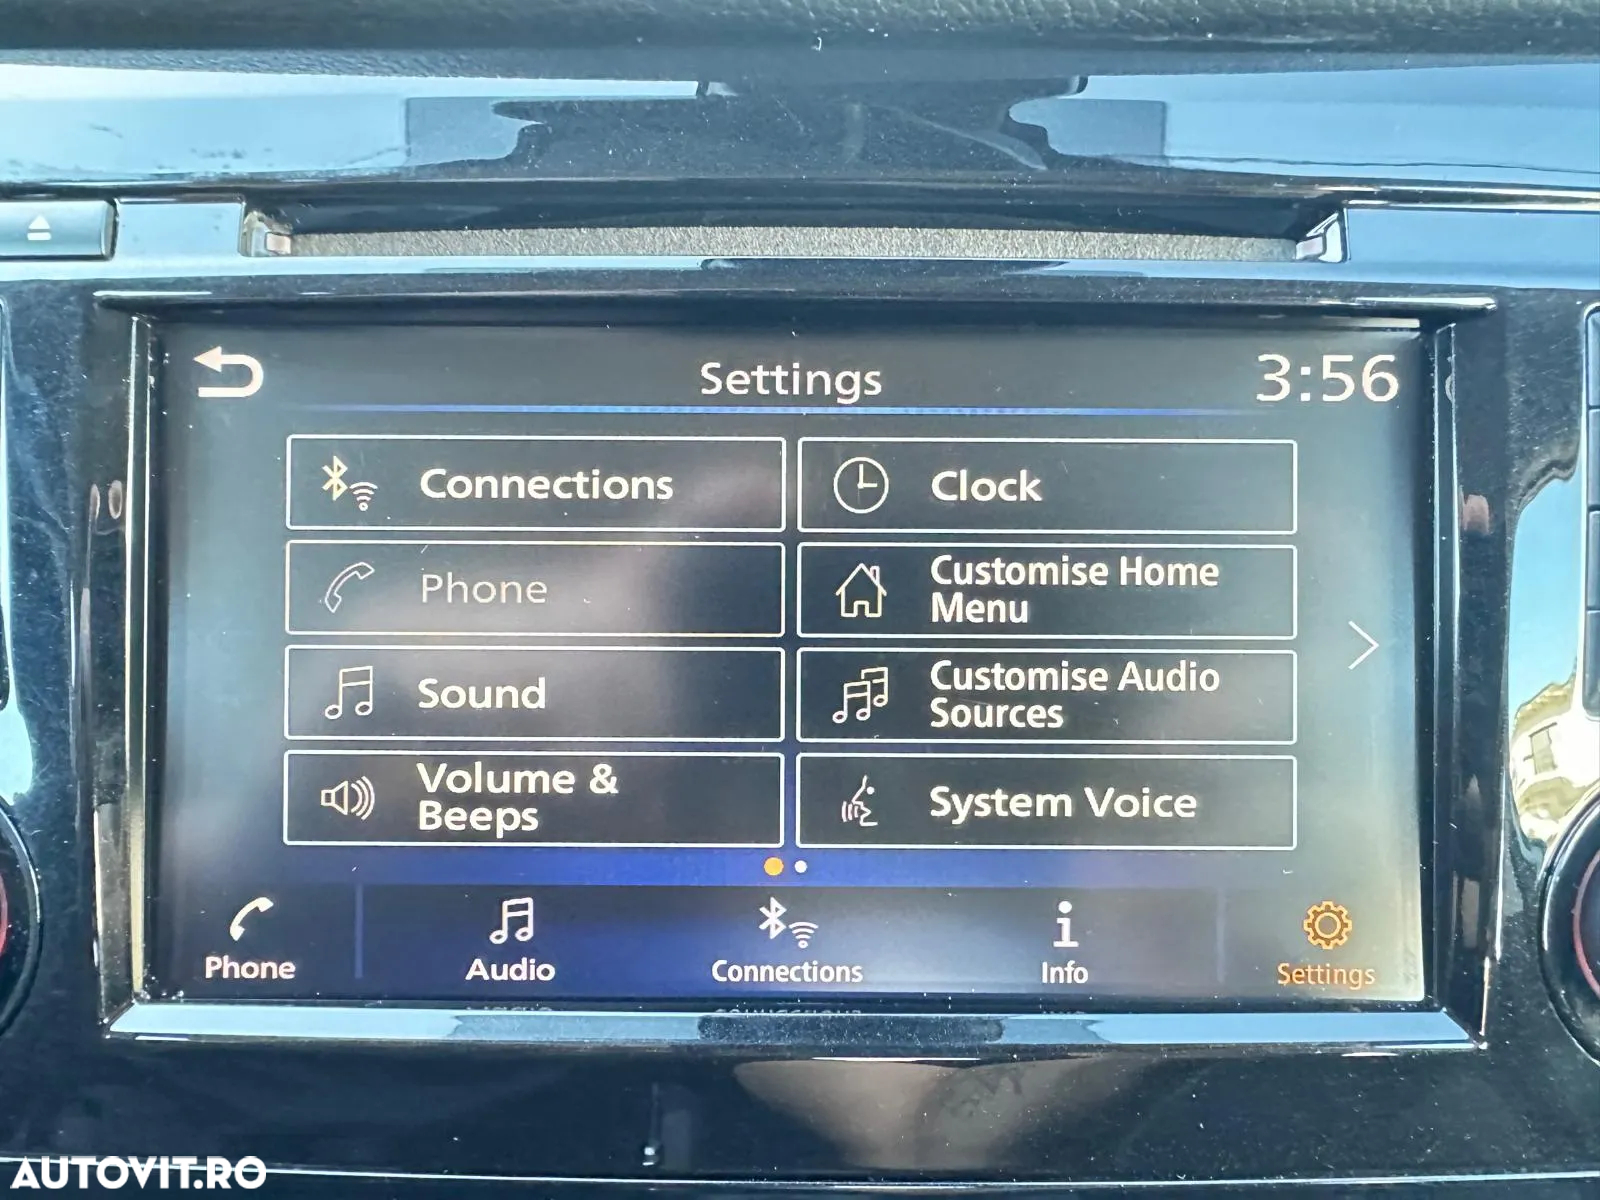 Settings
3:56
Connections
Clock
Phone
Customise Home
Menu
Sound
Customise Audio
Sources
Volume &
Beeps
System Voice
Phone
Audio
Connections
Info
Settings
AUTOVIT.RO